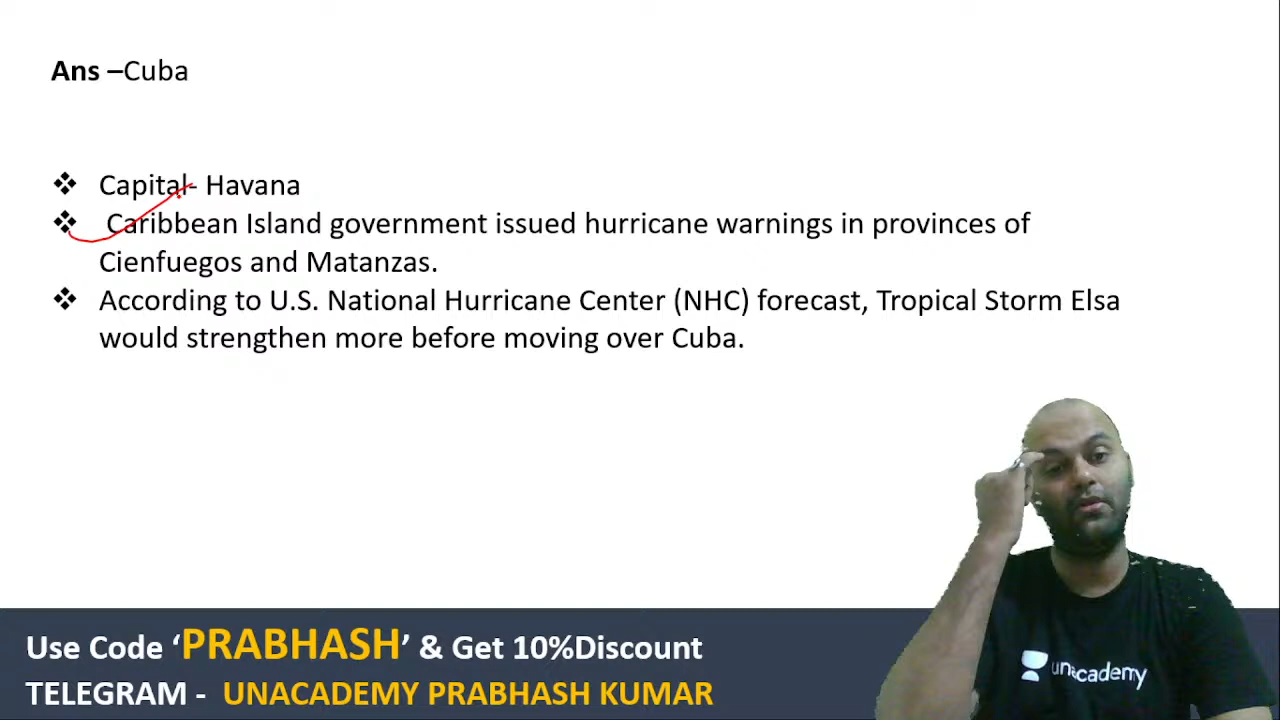 Ans –Cuba
❖ Capital- Havana
❖ Caribbean Island government issued hurricane warnings in provinces of
Cienfuegos and Matanzas.
❖ According to U.S. National Hurricane Center (NHC) forecast, Tropical Storm Elsa
would strengthen more before moving over Cuba.
unacademy
Use Code ‘PRABHASH’ & Get 10%Discount
TELEGRAM - UNACADEMY PRABHASH KUMAR